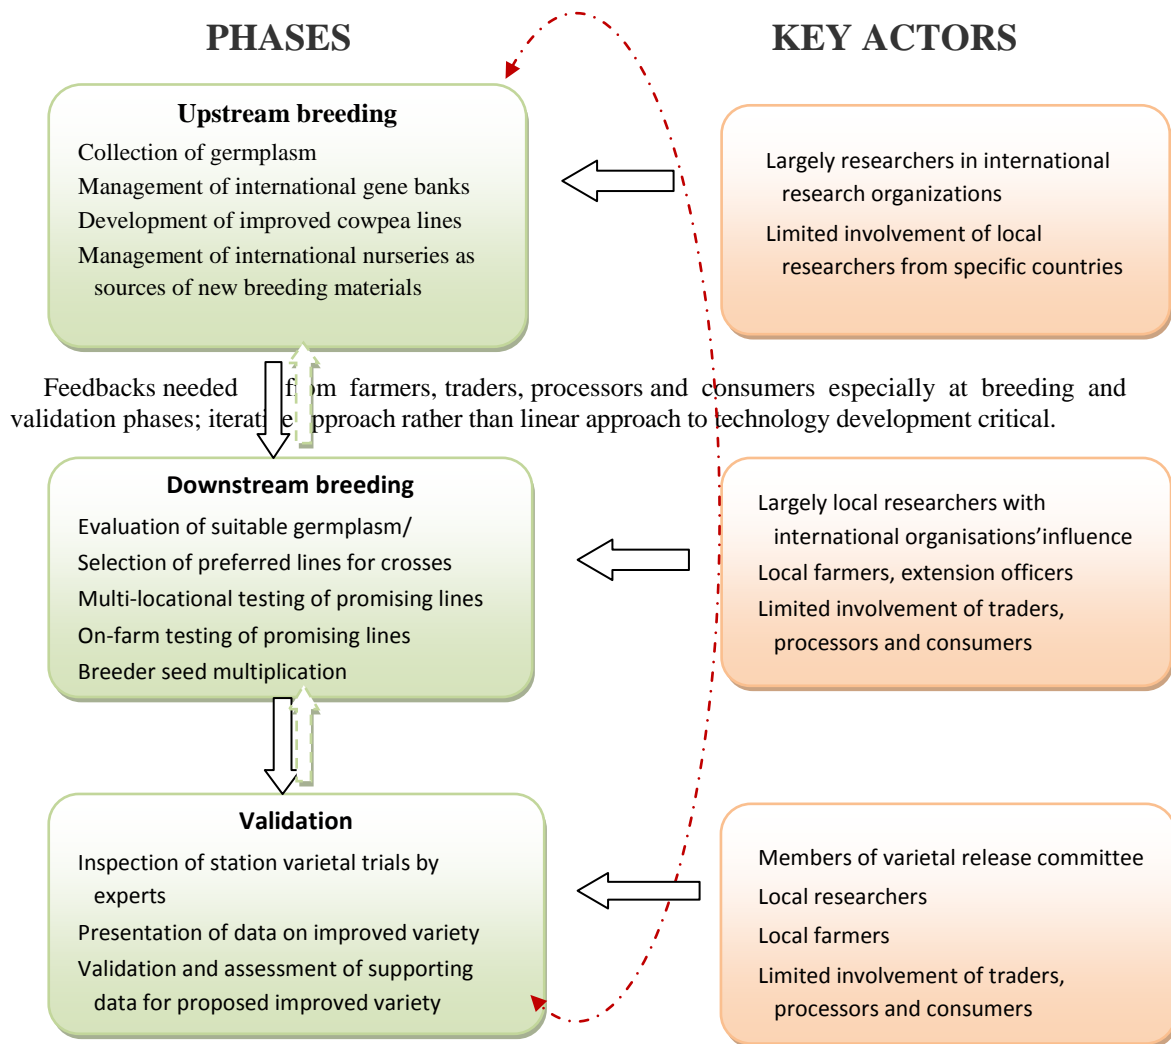 PHASES
KEY ACTORS
Upstream breeding
Collection of germplasm
Management of international gene banks
Development of improved cowpea lines
Management of international nurseries as
sources of new breeding materials
Largely researchers in international
research organizations
Limited involvement of local
researchers from specific countries
Feedbacks needed from farmers, traders, processors and consumers especially at breeding and
validation phases; iterative approach rather than linear approach to technology development critical.
Downstream breeding
Evaluation of suitable germplasm/
Selection of preferred lines for crosses
Multi-locational testing of promising lines
On-farm testing of promising lines
Breeder seed multiplication
Largely local researchers with
international organisations’influence
Local farmers, extension officers
Limited involvement of traders,
processors and consumers
Validation
Inspection of station varietal trials by
experts
Presentation of data on improved variety
Validation and assessment of supporting
data for proposed improved variety
Members of varietal release committee
Local researchers
Local farmers
Limited involvement of traders,
processors and consumers